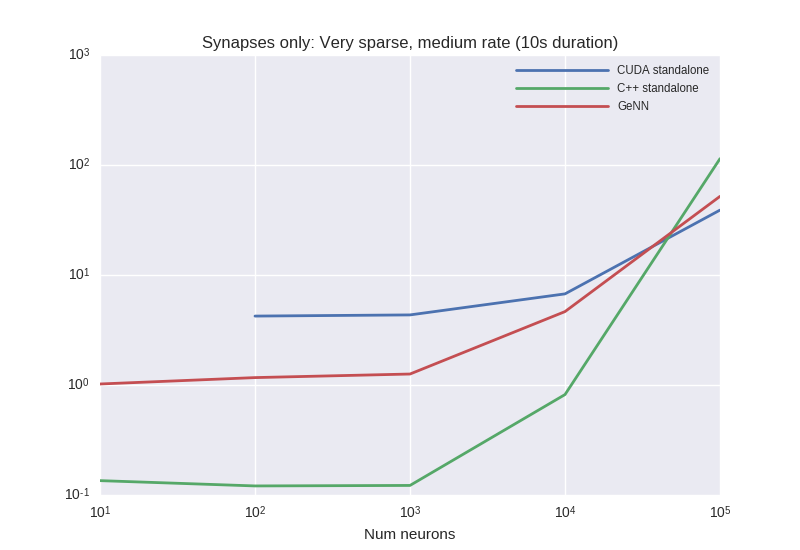 Synapses only: Very sparse, medium rate (10s duration)
10³
CUDA standalone
C++ standalone
GeNN
10²
10¹
10⁰
10⁻¹
10¹ 10² 10³ 10⁴ 10⁵
Num neurons